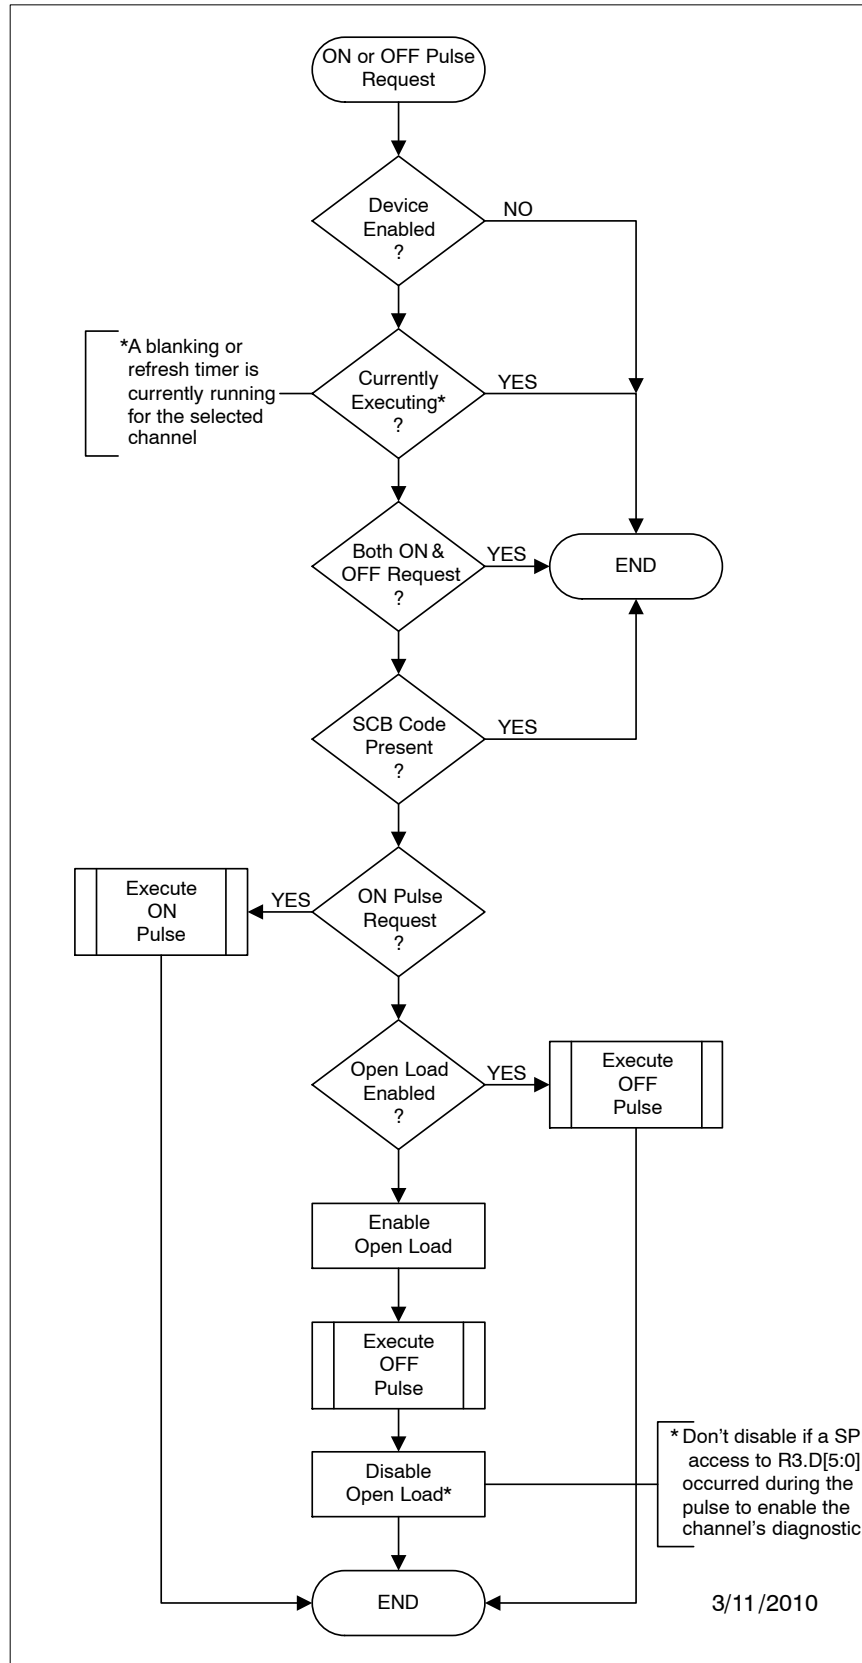 ON or OFF Pulse
Request
Device
Enabled
?
NO
*A blanking or
refresh timer is
currently running
for the selected
channel
Currently
Executing*
?
YES
Both ON &
OFF Request
?
YES
END
SCB Code
Present
?
YES
Execute
ON
Pulse
YES
ON Pulse
Request
?
Open Load
Enabled
?
YES
Execute
OFF
Pulse
Enable
Open Load
Execute
OFF
Pulse
Disable
Open Load*
* Don't disable if a SP
access to R3.D[5:0]
occurred during the
pulse to enable the
channel's diagnostic
END
3/11/2010